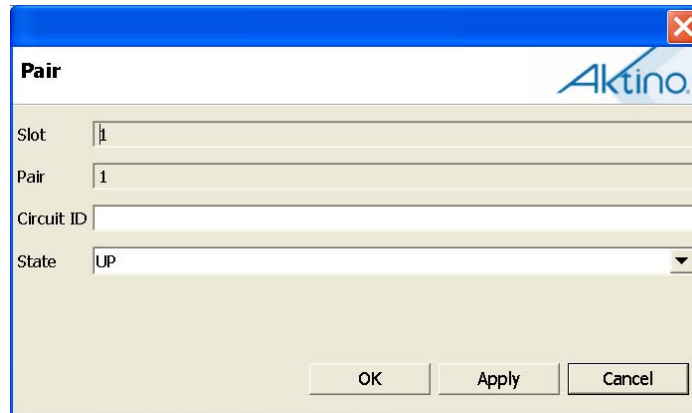 Pair
Aktino.
Slot 1
Pair 1
Circuit ID
State UP
OK Apply Cancel